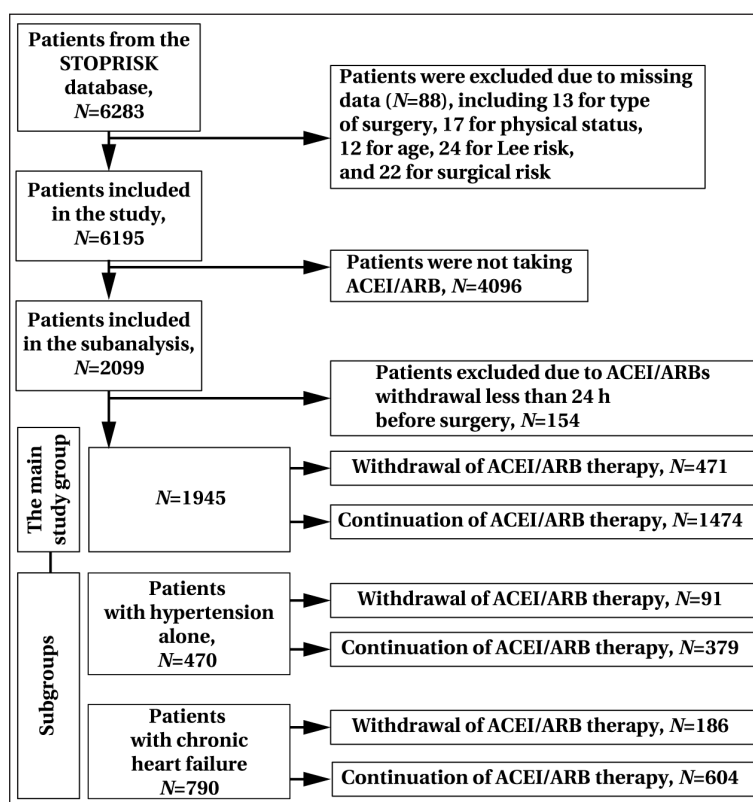 Patients from the
STOPRISK
database,
N=6283
Patients were excluded due to missing
data (N=88), including 13 for type
of surgery, 17 for physical status,
12 for age, 24 for Lee risk,
and 22 for surgical risk
Patients included
in the study,
N=6195
Patients were not taking
ACEI/ARB, N=4096
Patients included
in the subanalysis,
N=2099
Patients excluded due to ACEI/ARBs
withdrawal less than 24 h
before surgery, N=154
The main
study group
N=1945
Withdrawal of ACEI/ARB therapy, N=471
Continuation of ACEI/ARB therapy, N=1474
Subgroups
Patients
with hypertension
alone,
N=470
Withdrawal of ACEI/ARB therapy, N=91
Continuation of ACEI/ARB therapy, N=379
Patients
with chronic
heart failure
N=790
Withdrawal of ACEI/ARB therapy, N=186
Continuation of ACEI/ARB therapy, N=604